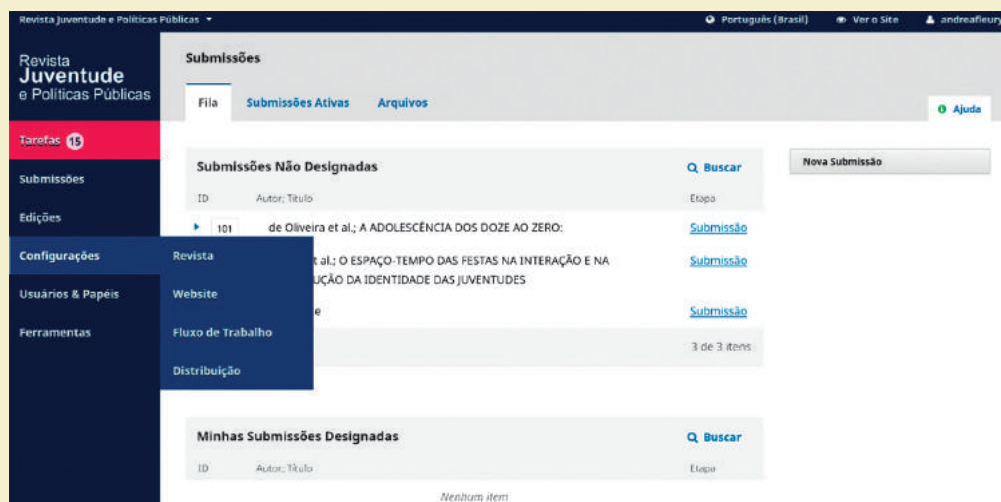 Revista Juventude e Políticas Públicas
Português (Brasil) Ver o Site andreafleury
Revista
Juventude
e Políticas Públicas
Submissões
Fila Submissões Ativas Arquivos
Ajuda
Tarefas 15
Submissões
Edições
Configurações
Usuários & Papéis
Ferramentas
Revista
Website
Fluxo de Trabalho
Distribuição
Submissões Não Designadas Buscar
ID Autor; Título Etapa
101 de Oliveira et al.; A ADOLESCÊNCIA DOS DOZE AO ZERO: Submissão
t al.; O ESPAÇO-TEMPO DAS FESTAS NA INTERAÇÃO E NA Submissão
UÇÃO DA IDENTIDADE DAS JUVENTUDES
e Submissão
3 de 3 itens
Nova Submissão
Minhas Submissões Designadas Buscar
ID Autor; Título Etapa
Nenhum item